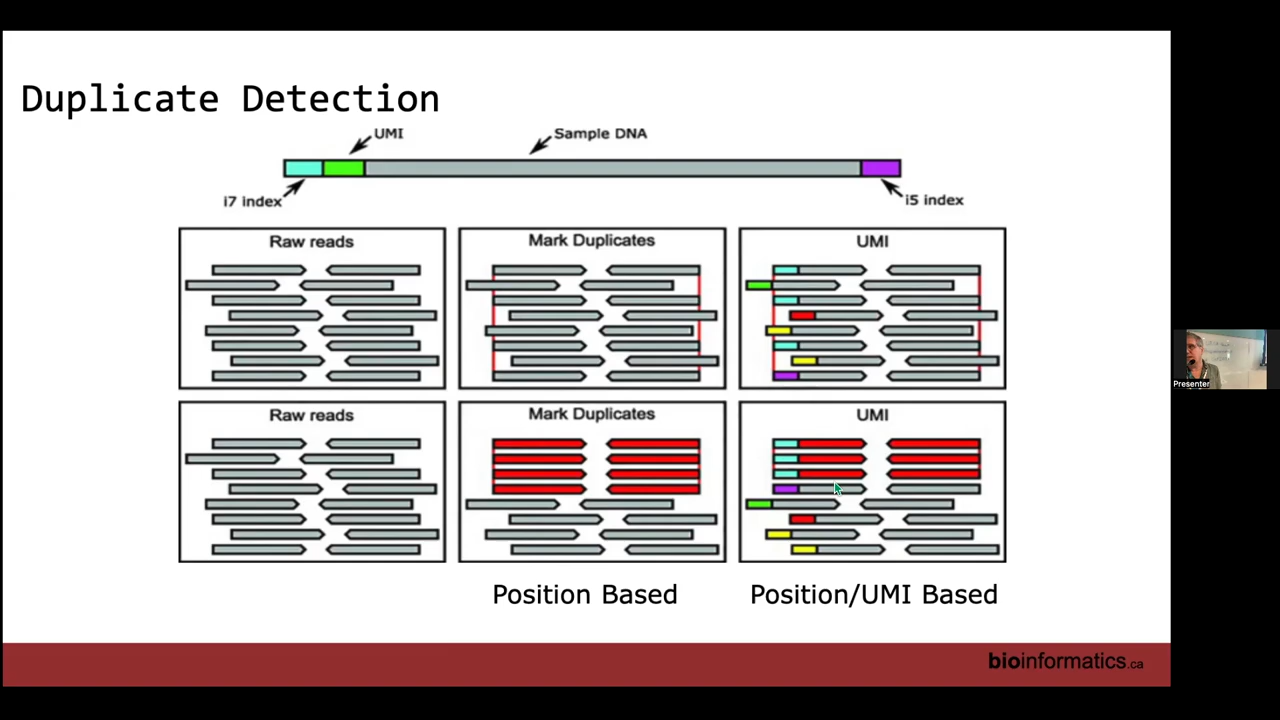 Duplicate Detection
UMI
Sample DNA
i7 index
i5 index
Raw reads
Mark Duplicates
UMI
Raw reads
Mark Duplicates
UMI
Position Based
Position/UMI Based
bioinformatics.ca
Presenter